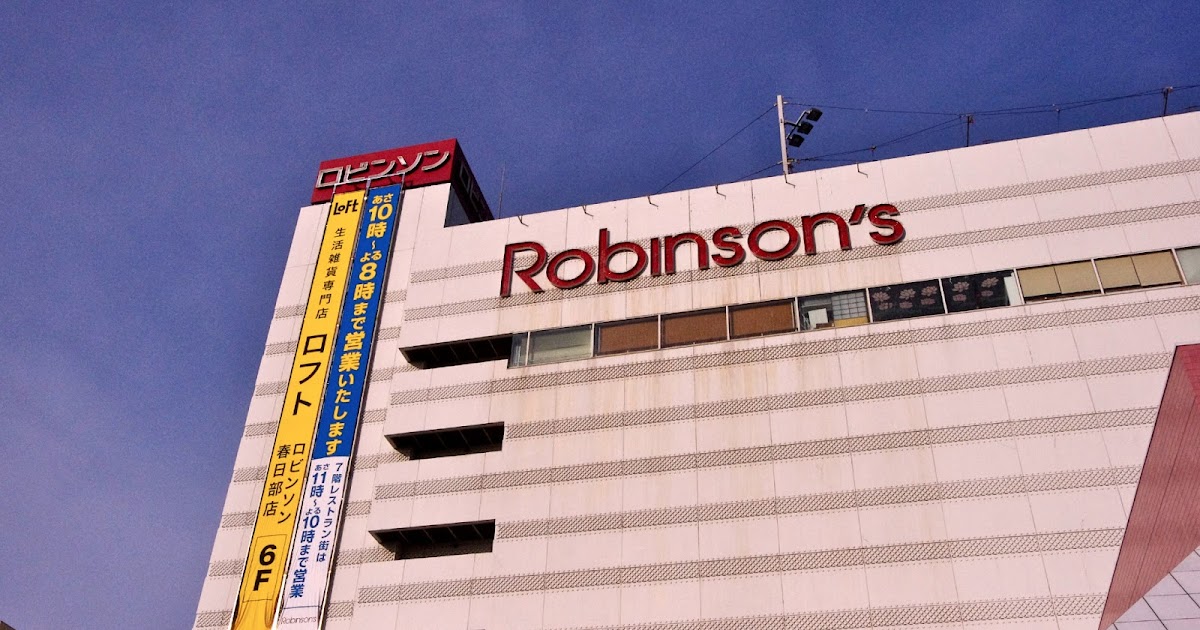 ロビンソン
Robinson's
LoFt
生活雑貨専門店
ロフト
ロビンソン
春日部店
6F
あさ
10時〜よる8時まで営業いたします
7階レストラン街は
あさ
11時〜よる10時まで営業
Robinson's